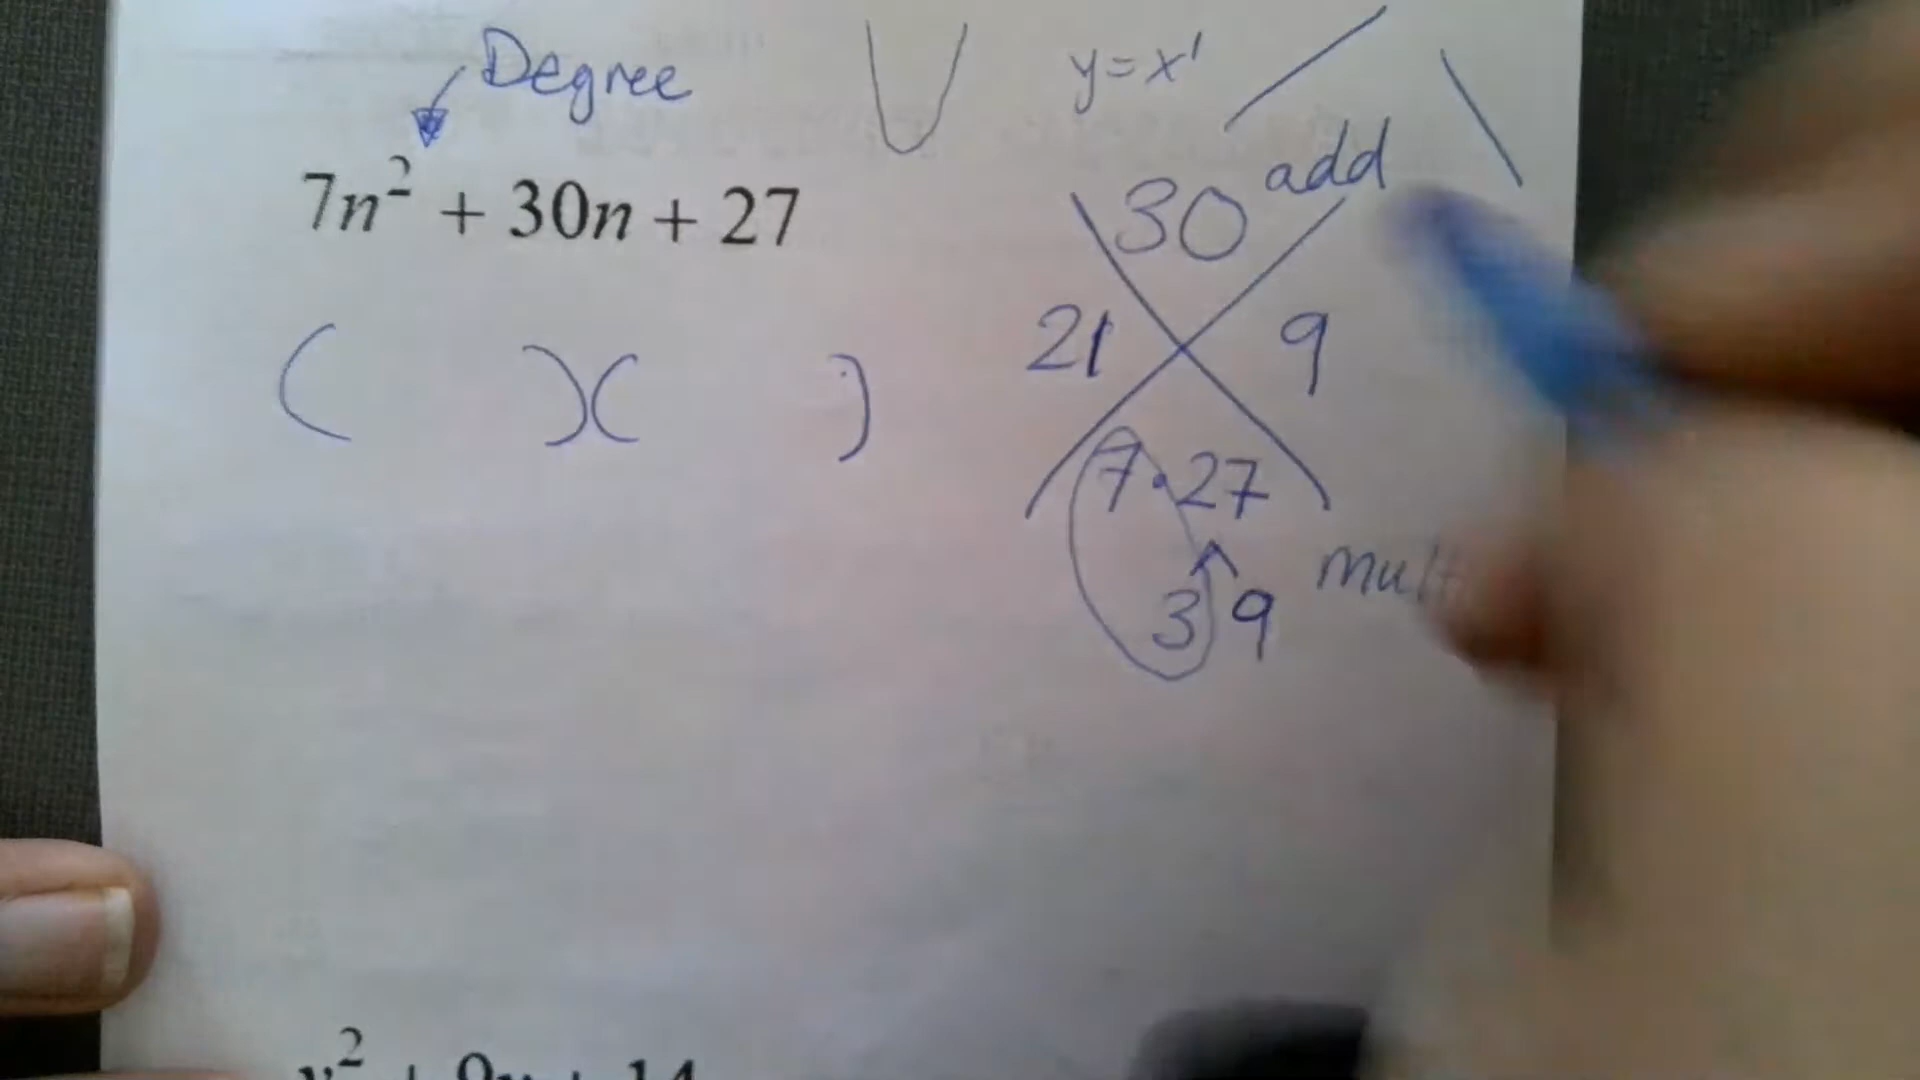 Degree
y=x¹
7n² + 30n + 27
30 add
( )( )
21 9
7·27
mult
3 9